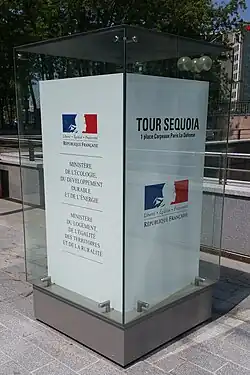 Liberté • Égalité • Fraternité
RÉPUBLIQUE FRANÇAISE
MINISTÈRE
DE L'ÉCOLOGIE,
DU DÉVELOPPEMENT
DURABLE
ET DE L'ÉNERGIE
MINISTÈRE
DU LOGEMENT,
DE L'ÉGALITÉ
DES TERRITOIRES
ET DE LA RURALITÉ
TOUR SEQUOIA
1 place Carpeaux Paris La Défense
Liberté • Égalité • Fraternité
RÉPUBLIQUE FRANÇAISE